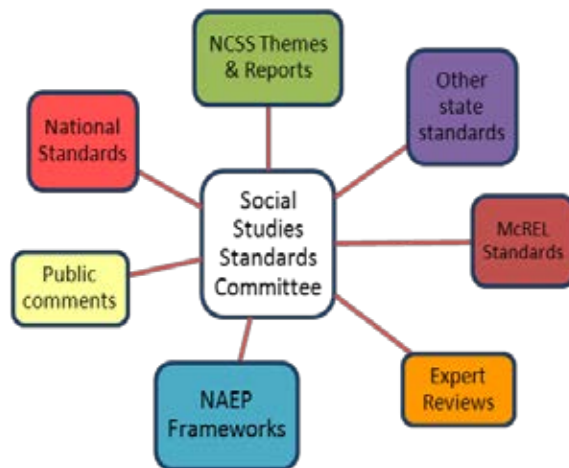 NCSS Themes
& Reports
Other
state
standards
National
Standards
Social
Studies
Standards
Committee
McREL
Standards
Public
comments
NAEP
Frameworks
Expert
Reviews